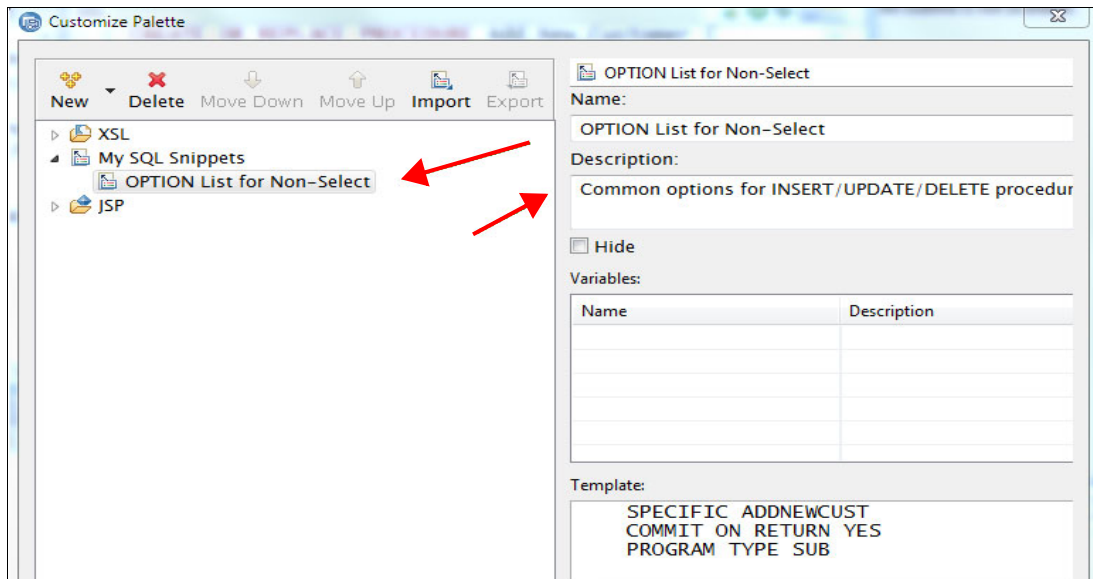 Customize Palette
New Delete Move Down Move Up Import Export
XSL
My SQL Snippets
OPTION List for Non-Select
JSP
OPTION List for Non-Select
Name:
OPTION List for Non-Select
Description:
Common options for INSERT/UPDATE/DELETE procedur
Hide
Variables:
Name Description
Template:
SPECIFIC ADDNEWCUST
COMMIT ON RETURN YES
PROGRAM TYPE SUB